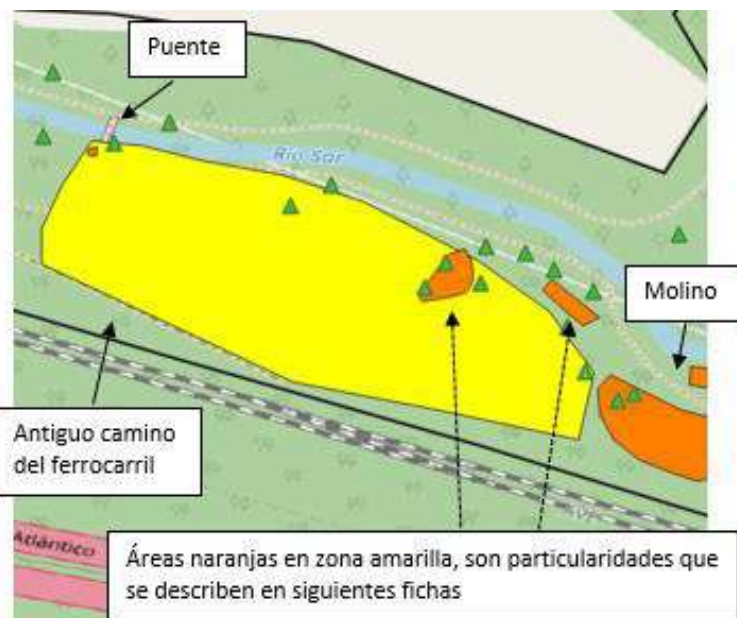 Puente
Río Sar
Molino
Antiguo camino
del ferrocarril
Atlántico
Áreas naranjas en zona amarilla, son particularidades que
se describen en siguientes fichas